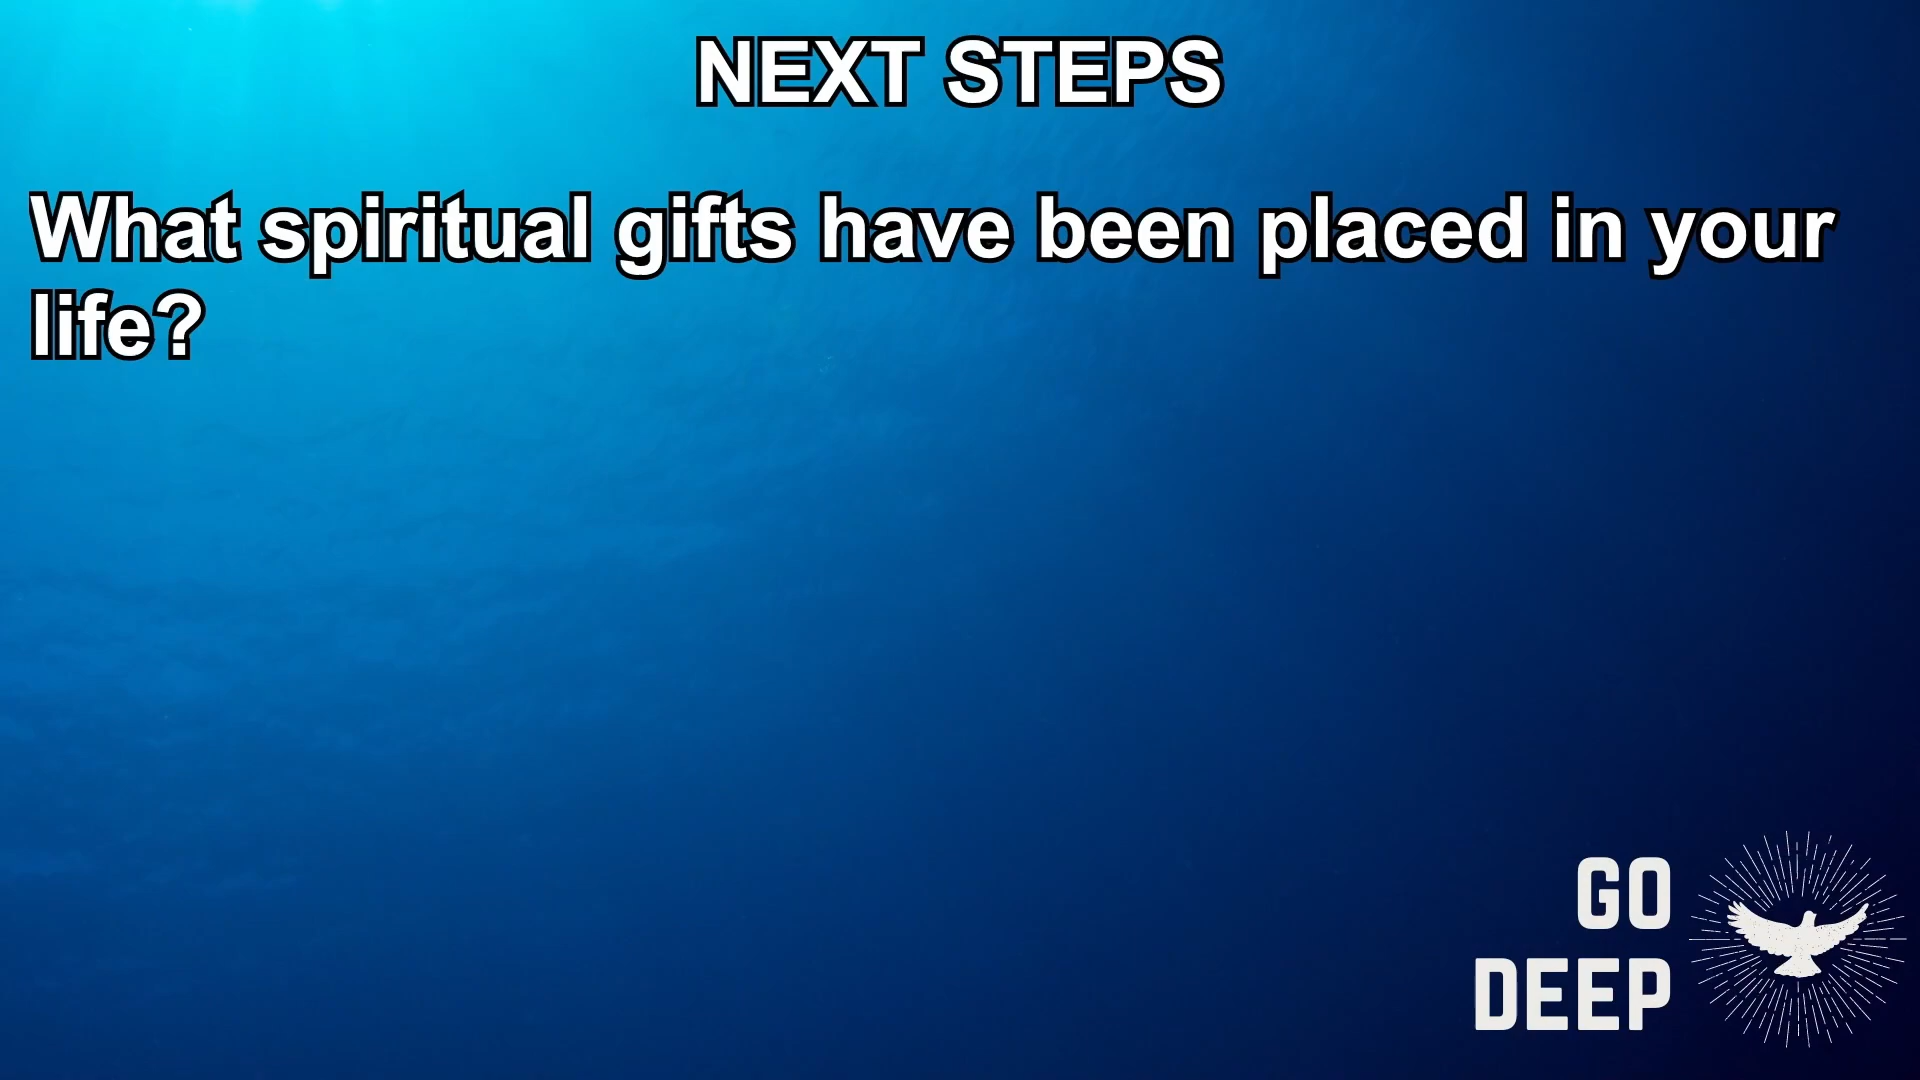 NEXT STEPS
What spiritual gifts have been placed in your
life?
GO
DEEP